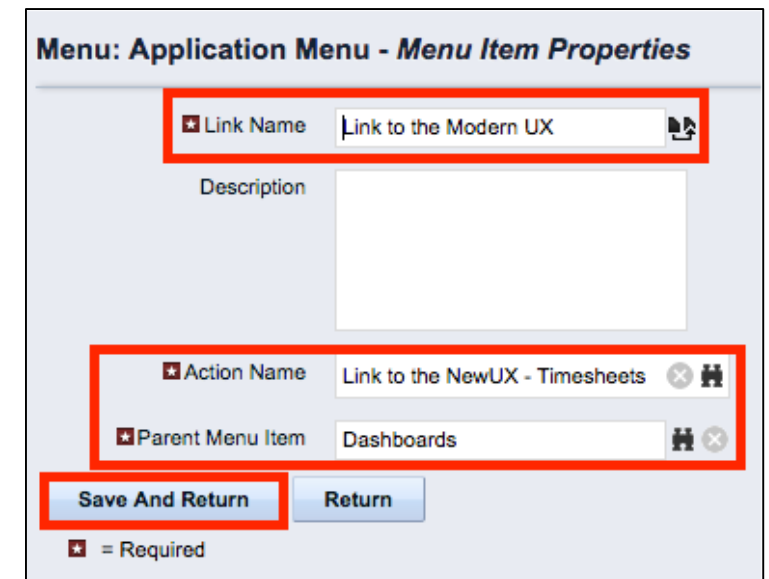 Menu: Application Menu - Menu Item Properties
Link Name Link to the Modern UX
Description
Action Name Link to the NewUX - Timesheets
Parent Menu Item Dashboards
Save And Return Return
= Required